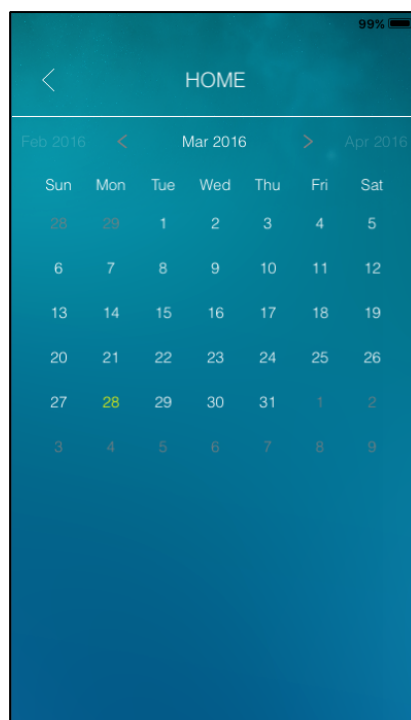 99%
HOME
Feb 2016 < Mar 2016 > Apr 2016
Sun Mon Tue Wed Thu Fri Sat
28 29 1 2 3 4 5
6 7 8 9 10 11 12
13 14 15 16 17 18 19
20 21 22 23 24 25 26
27 28 29 30 31 1 2
3 4 5 6 7 8 9